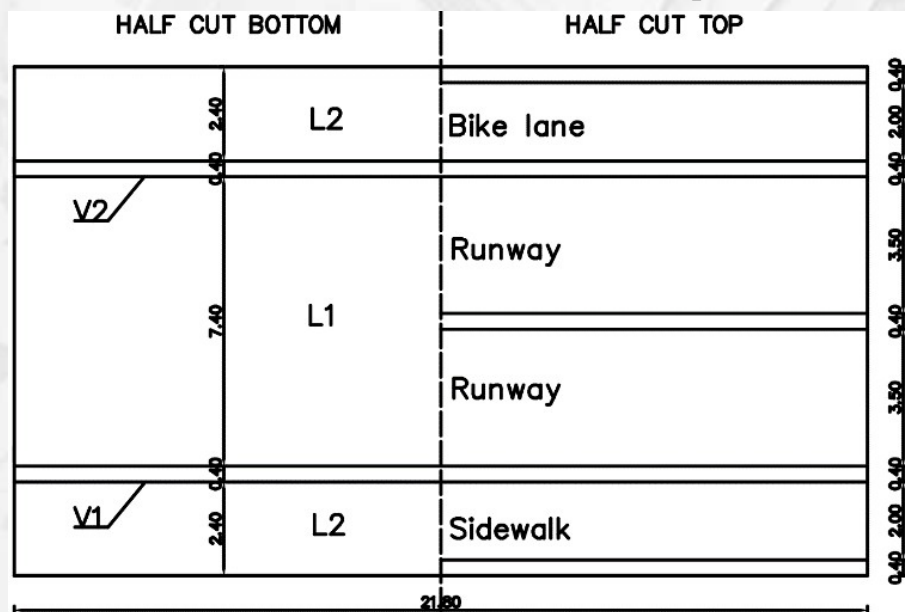 HALF CUT BOTTOM
HALF CUT TOP
0.40
2.40
L2
Bike lane
2.00
0.40
0.40
V2
Runway
3.50
7.40
L1
0.40
Runway
3.50
0.40
0.40
V1
2.40
L2
Sidewalk
2.00
0.40
21.80